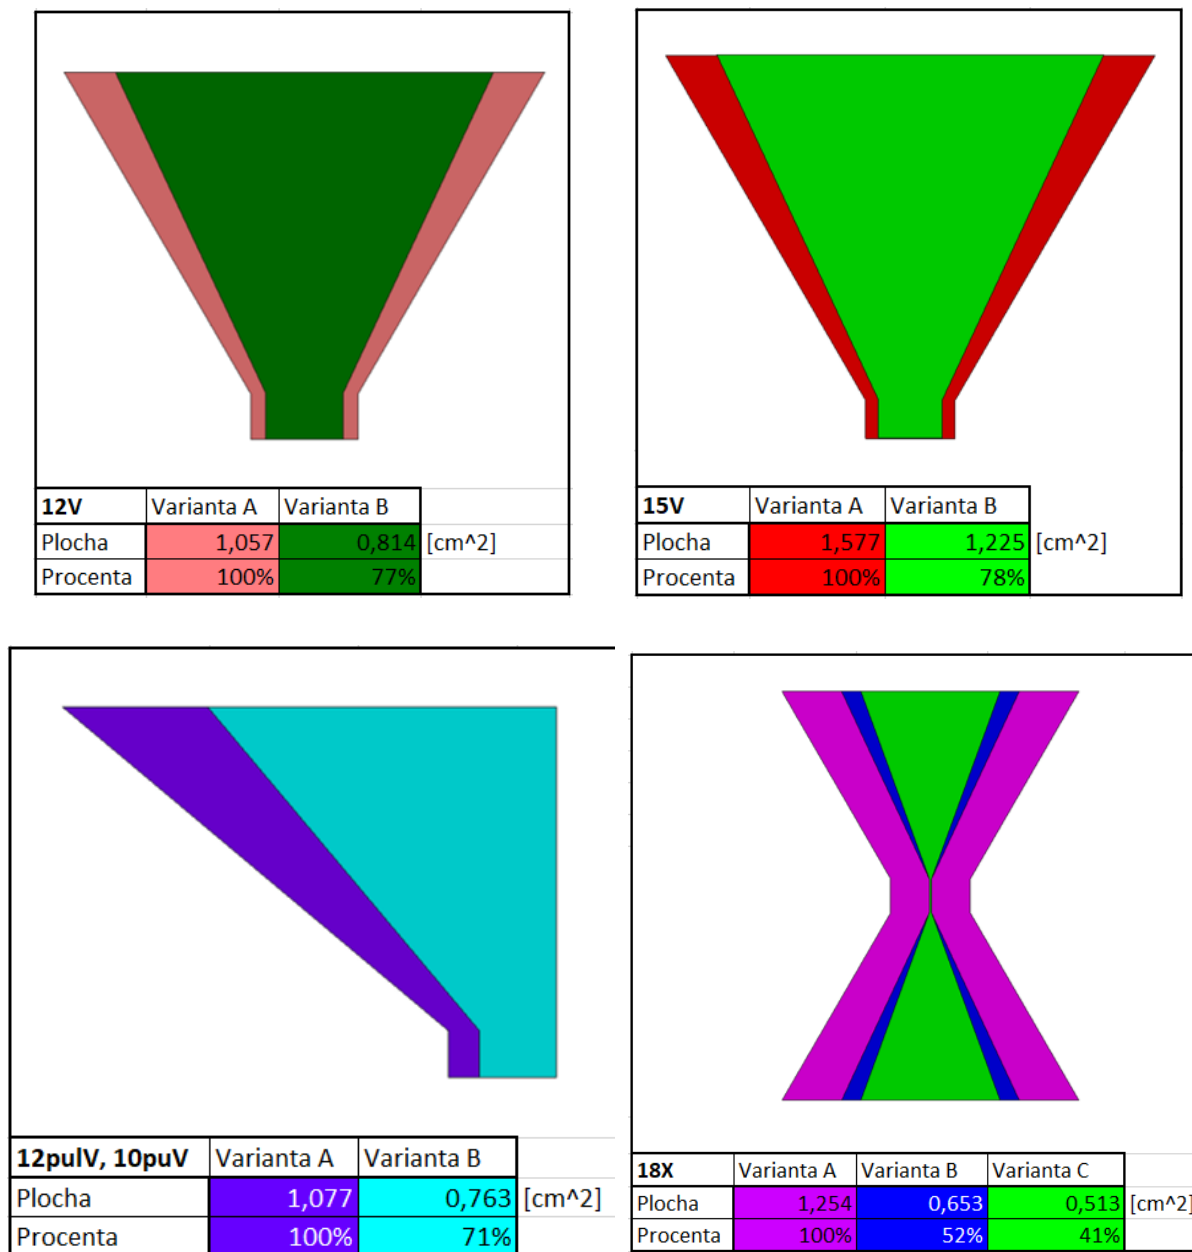 12V Varianta A Varianta B
Plocha 1,057 0,814 [cm^2]
Procenta 100% 77%
15V Varianta A Varianta B
Plocha 1,577 1,225 [cm^2]
Procenta 100% 78%
12pulV, 10puV Varianta A Varianta B
Plocha 1,077 0,763 [cm^2]
Procenta 100% 71%
18X Varianta A Varianta B Varianta C
Plocha 1,254 0,653 0,513 [cm^2]
Procenta 100% 52% 41%